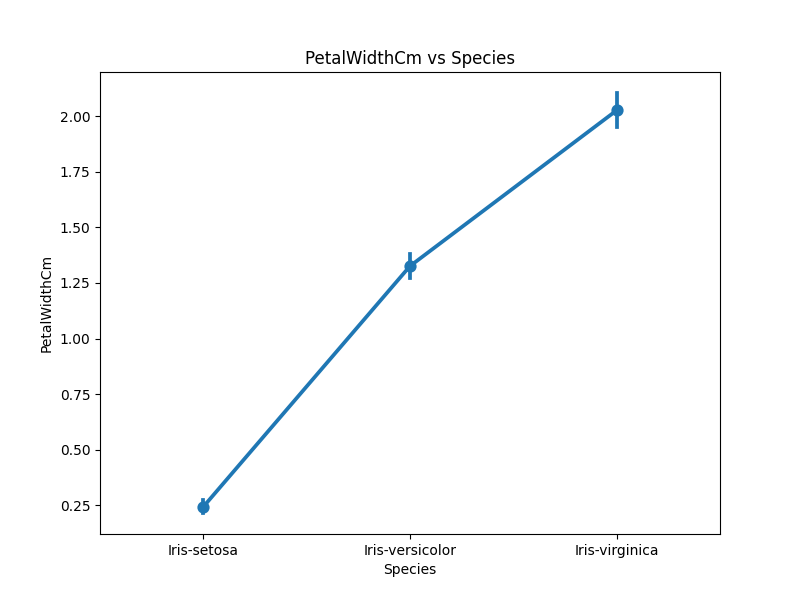 PetalWidthCm vs Species
PetalWidthCm
2.00
1.75
1.50
1.25
1.00
0.75
0.50
0.25
Iris-setosa
Iris-versicolor
Iris-virginica
Species